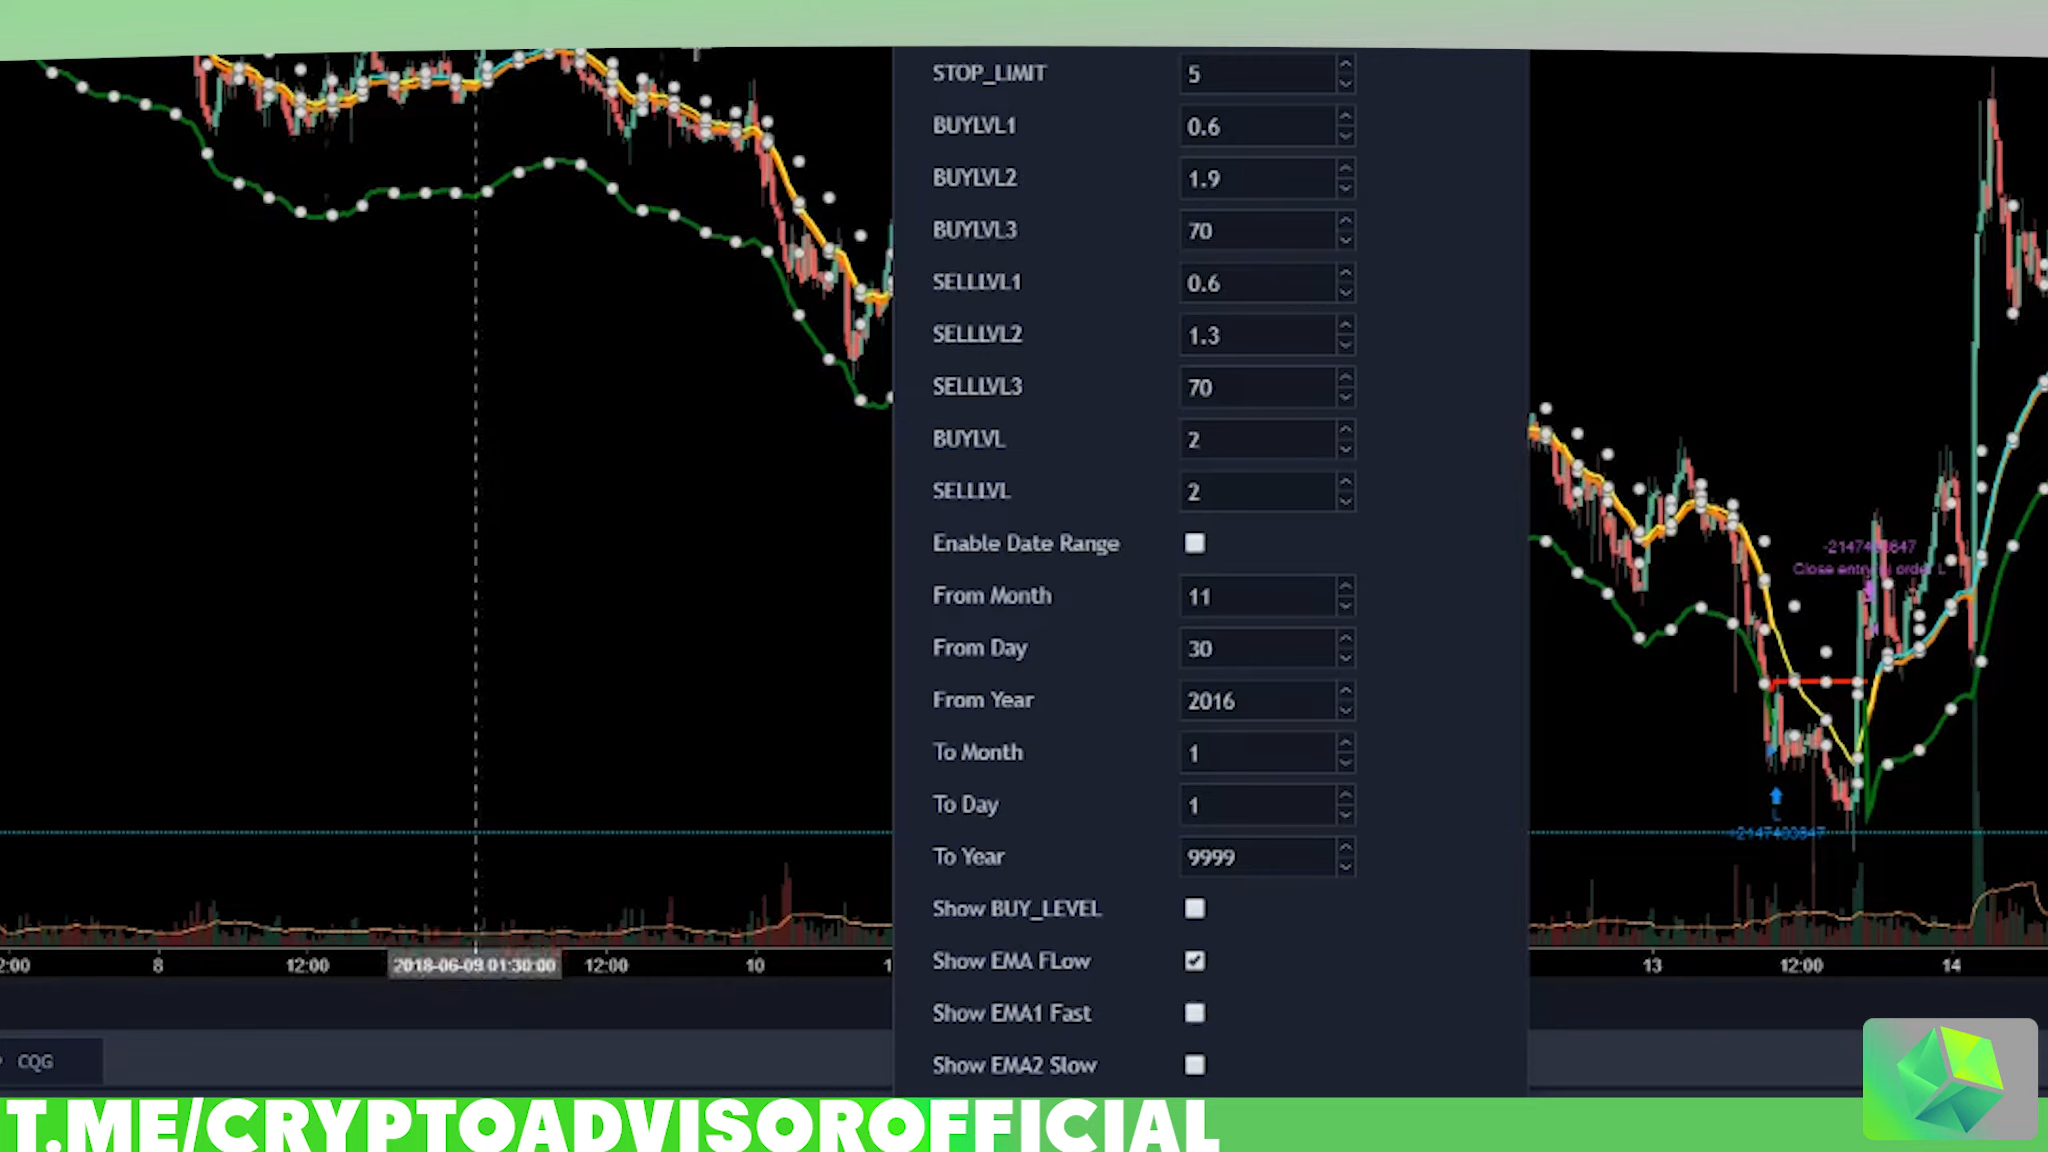 STOP_LIMIT 5
BUYLVL1 0.6
BUYLVL2 1.9
BUYLVL3 70
SELLLVL1 0.6
SELLLVL2 1.3
SELLLVL3 70
BUYLVL 2
SELLLVL 2
Enable Date Range
From Month 11
From Day 30
From Year 2016
To Month 1
To Day 1
To Year 9999
Show BUY_LEVEL
Show EMA FLow
Show EMA1 Fast
Show EMA2 Slow
L
2:00 8 12:00 2018-06-09 01:30:00 12:00 10 1 13 12:00 14
CQG
T.ME/CRYPTOADVISOROFFICIAL